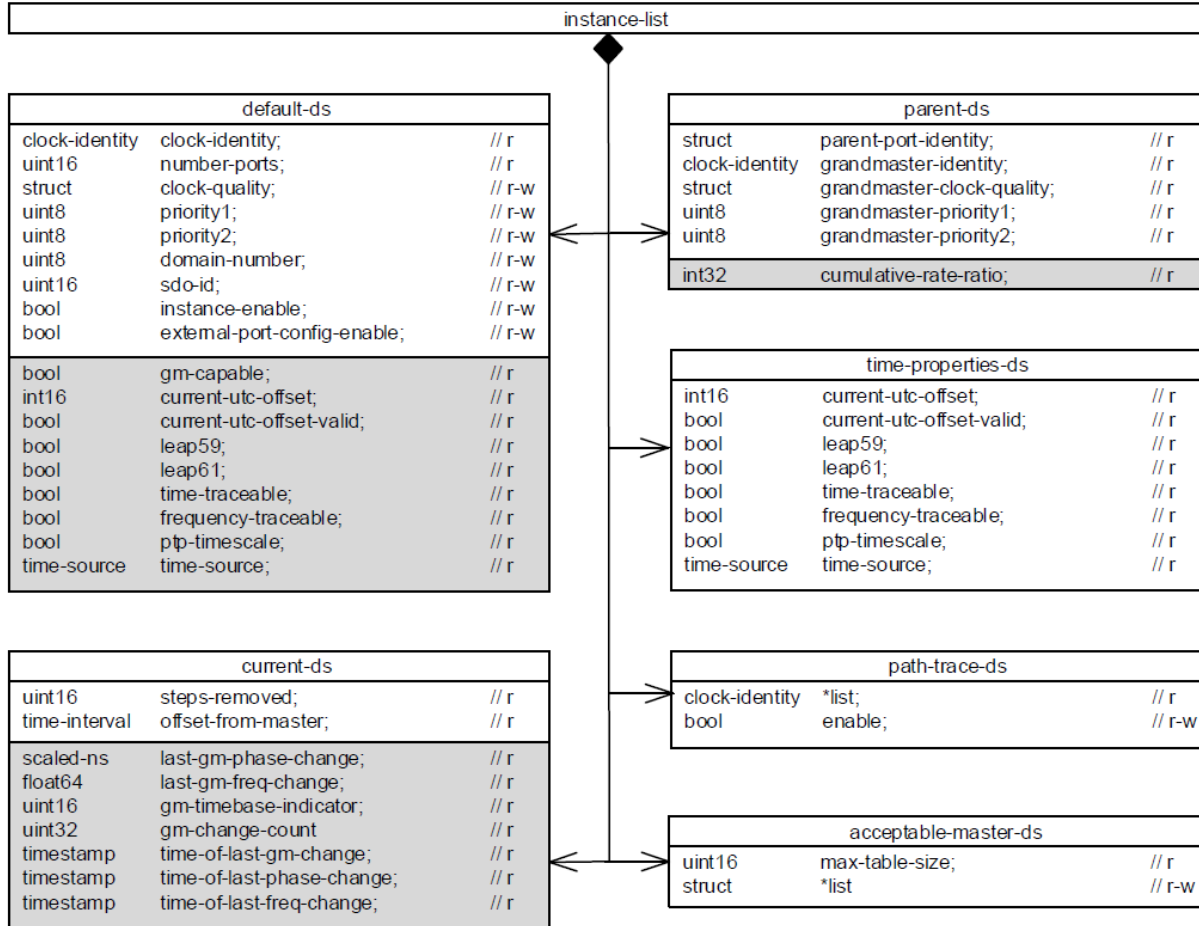 instance-list
default-ds
clock-identity clock-identity; // r
uint16 number-ports; // r
struct clock-quality; // r-w
uint8 priority1; // r-w
uint8 priority2; // r-w
uint8 domain-number; // r-w
uint16 sdo-id; // r-w
bool instance-enable; // r-w
bool external-port-config-enable; // r-w
bool gm-capable; // r
int16 current-utc-offset; // r
bool current-utc-offset-valid; // r
bool leap59; // r
bool leap61; // r
bool time-traceable; // r
bool frequency-traceable; // r
bool ptp-timescale; // r
time-source time-source; // r
parent-ds
struct parent-port-identity; // r
clock-identity grandmaster-identity; // r
struct grandmaster-clock-quality; // r
uint8 grandmaster-priority1; // r
uint8 grandmaster-priority2; // r
int32 cumulative-rate-ratio; // r
time-properties-ds
int16 current-utc-offset; // r
bool current-utc-offset-valid; // r
bool leap59; // r
bool leap61; // r
bool time-traceable; // r
bool frequency-traceable; // r
bool ptp-timescale; // r
time-source time-source; // r
current-ds
uint16 steps-removed; // r
time-interval offset-from-master; // r
scaled-ns last-gm-phase-change; // r
float64 last-gm-freq-change; // r
uint16 gm-timebase-indicator; // r
uint32 gm-change-count // r
timestamp time-of-last-gm-change; // r
timestamp time-of-last-phase-change; // r
timestamp time-of-last-freq-change; // r
path-trace-ds
clock-identity *list; // r
bool enable; // r-w
acceptable-master-ds
uint16 max-table-size; // r
struct *list // r-w